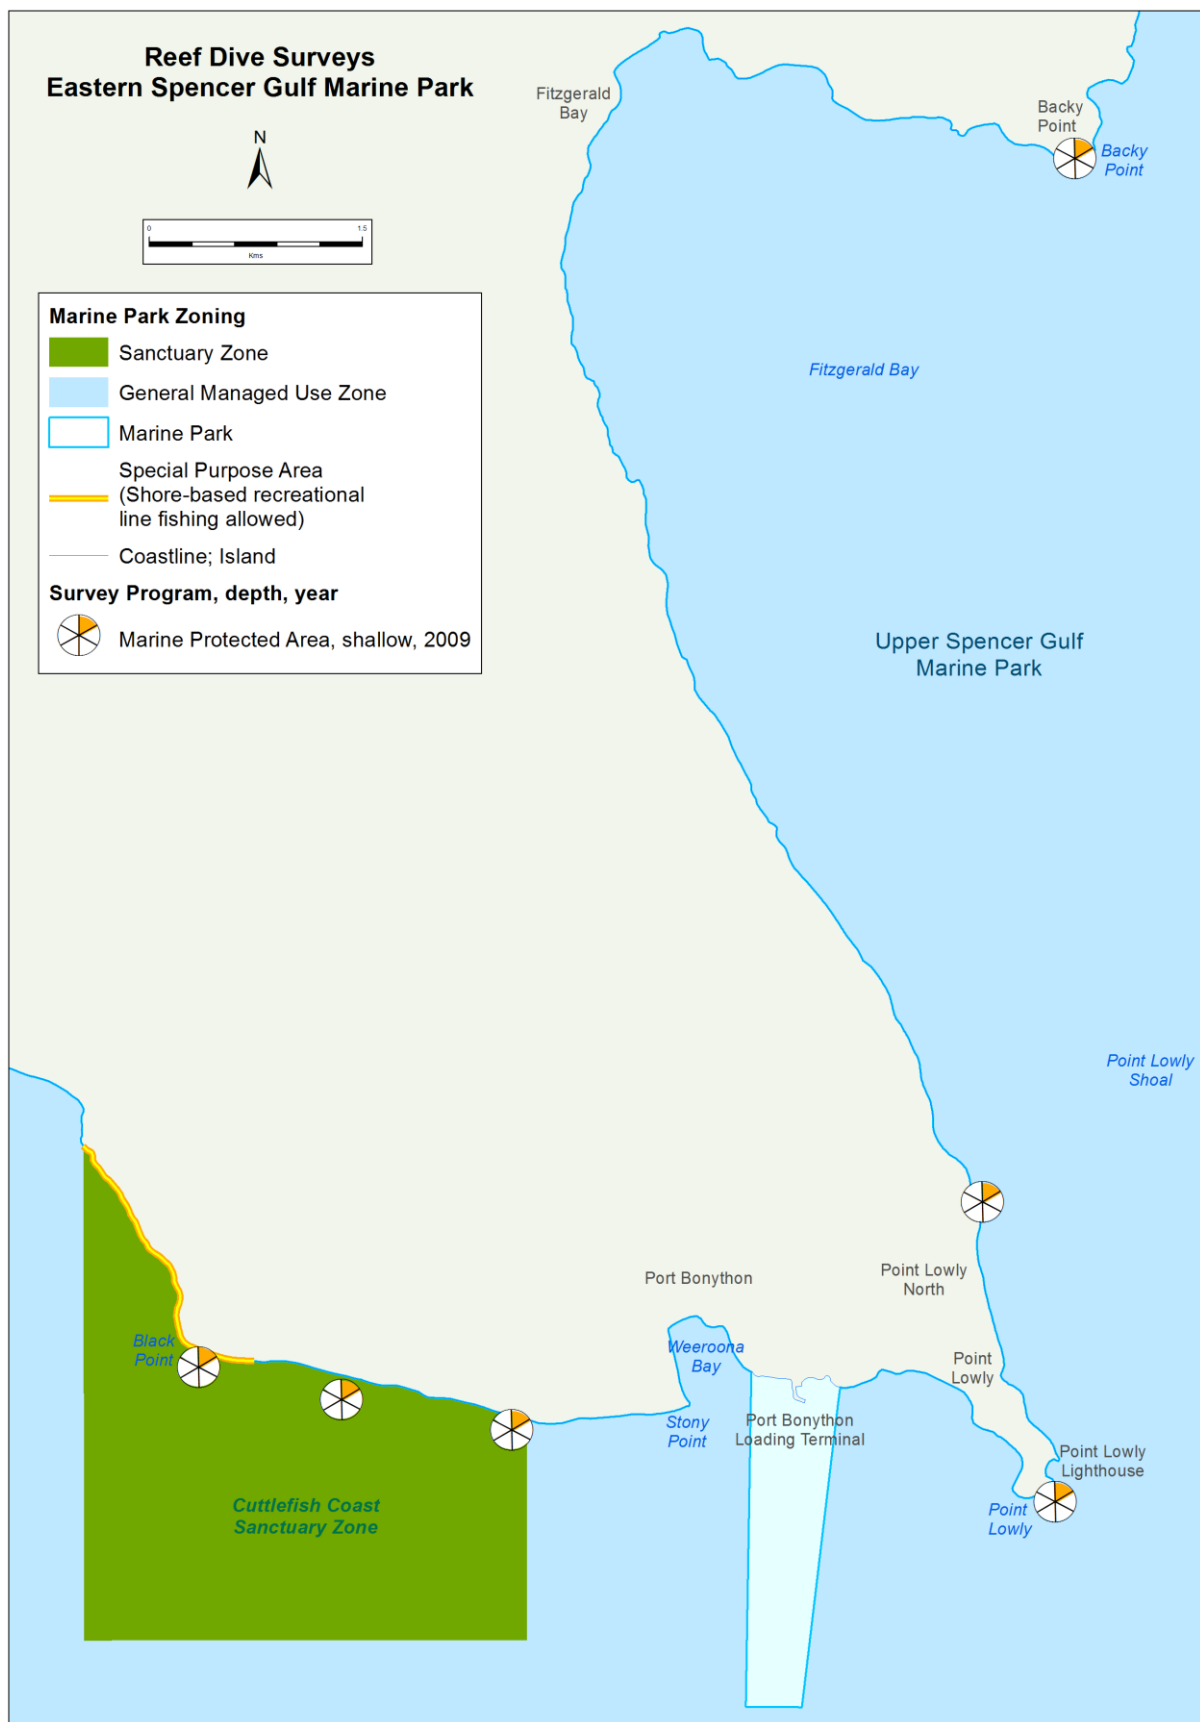 Reef Dive Surveys
Eastern Spencer Gulf Marine Park
N
0 1.5
Kms
Marine Park Zoning
Sanctuary Zone
General Managed Use Zone
Marine Park
Special Purpose Area
(Shore-based recreational
line fishing allowed)
Coastline; Island
Survey Program, depth, year
Marine Protected Area, shallow, 2009
Fitzgerald
Bay
Backy
Point
Backy
Point
Fitzgerald Bay
Upper Spencer Gulf
Marine Park
Point Lowly
Shoal
Port Bonython
Point Lowly
North
Black
Point
Weeroona
Bay
Point
Lowly
Stony
Point
Port Bonython
Loading Terminal
Point Lowly
Lighthouse
Point
Lowly
Cuttlefish Coast
Sanctuary Zone